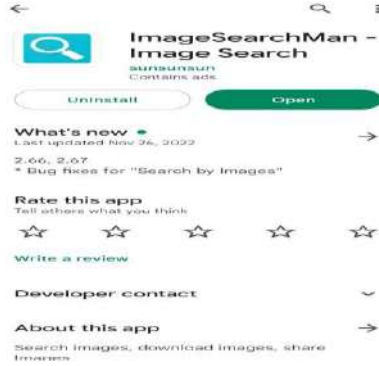 ImageSearchMan -
Image Search
sunsunsun
Contains ads
Uninstall
Open
What's new
Last updated Nov 26, 2022
2.66, 2.67
* Bug fixes for "Search by Images"
Rate this app
Tell others what you think
Write a review
Developer contact
About this app
Search images, download images, share
Images